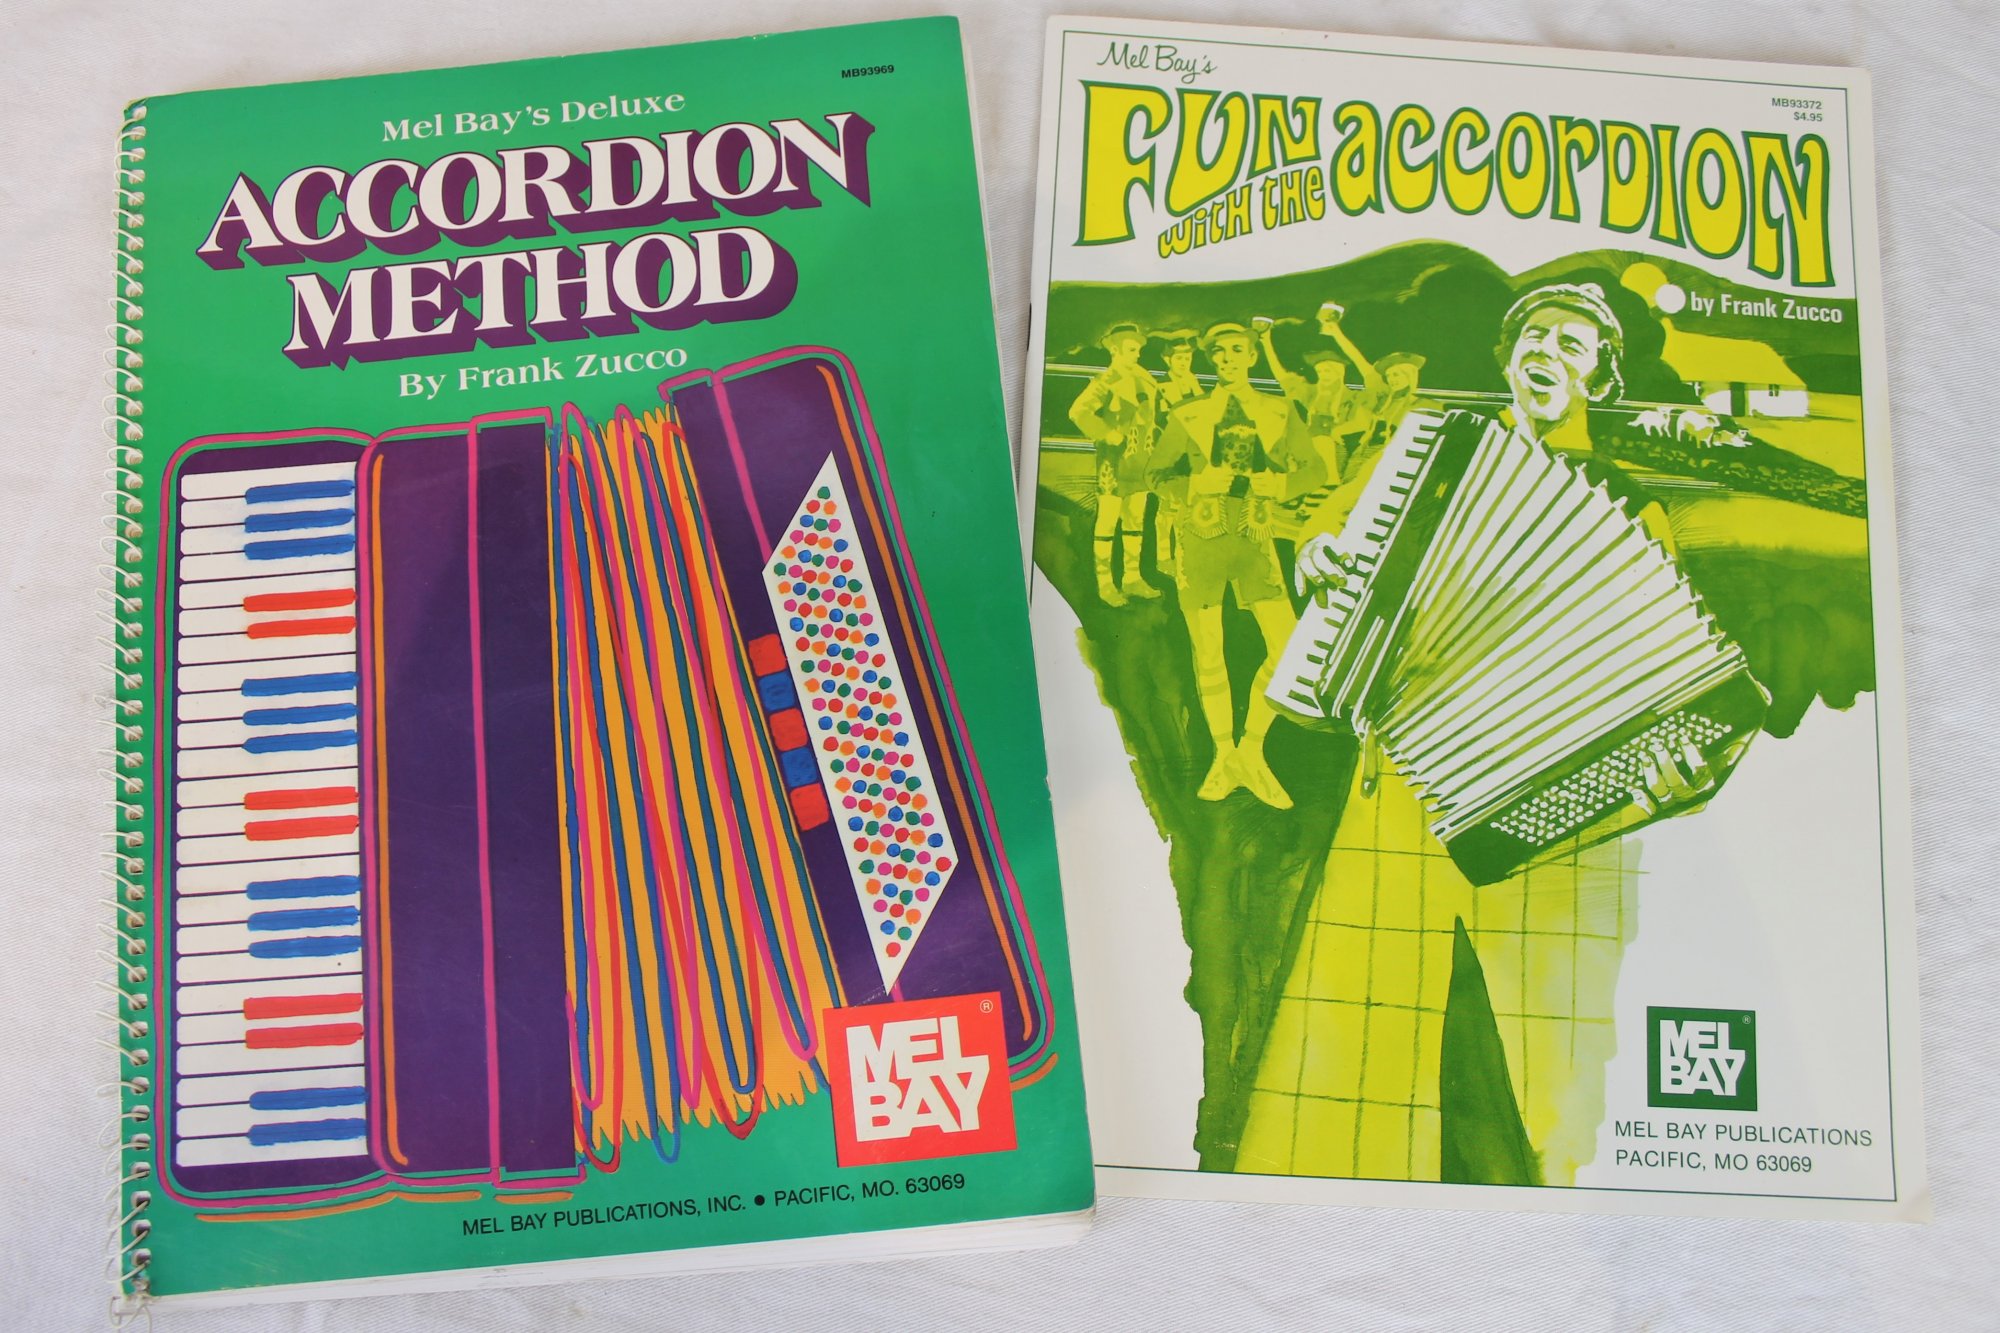 MB93969
Mel Bay's Deluxe
ACCORDION
METHOD
By Frank Zucco
MEL
BAY
®
MEL BAY PUBLICATIONS, INC. • PACIFIC, MO. 63069
Mel Bay's
MB93372
$4.95
FUN
with the
accordion
by Frank Zucco
MEL
BAY
®
MEL BAY PUBLICATIONS
PACIFIC, MO 63069